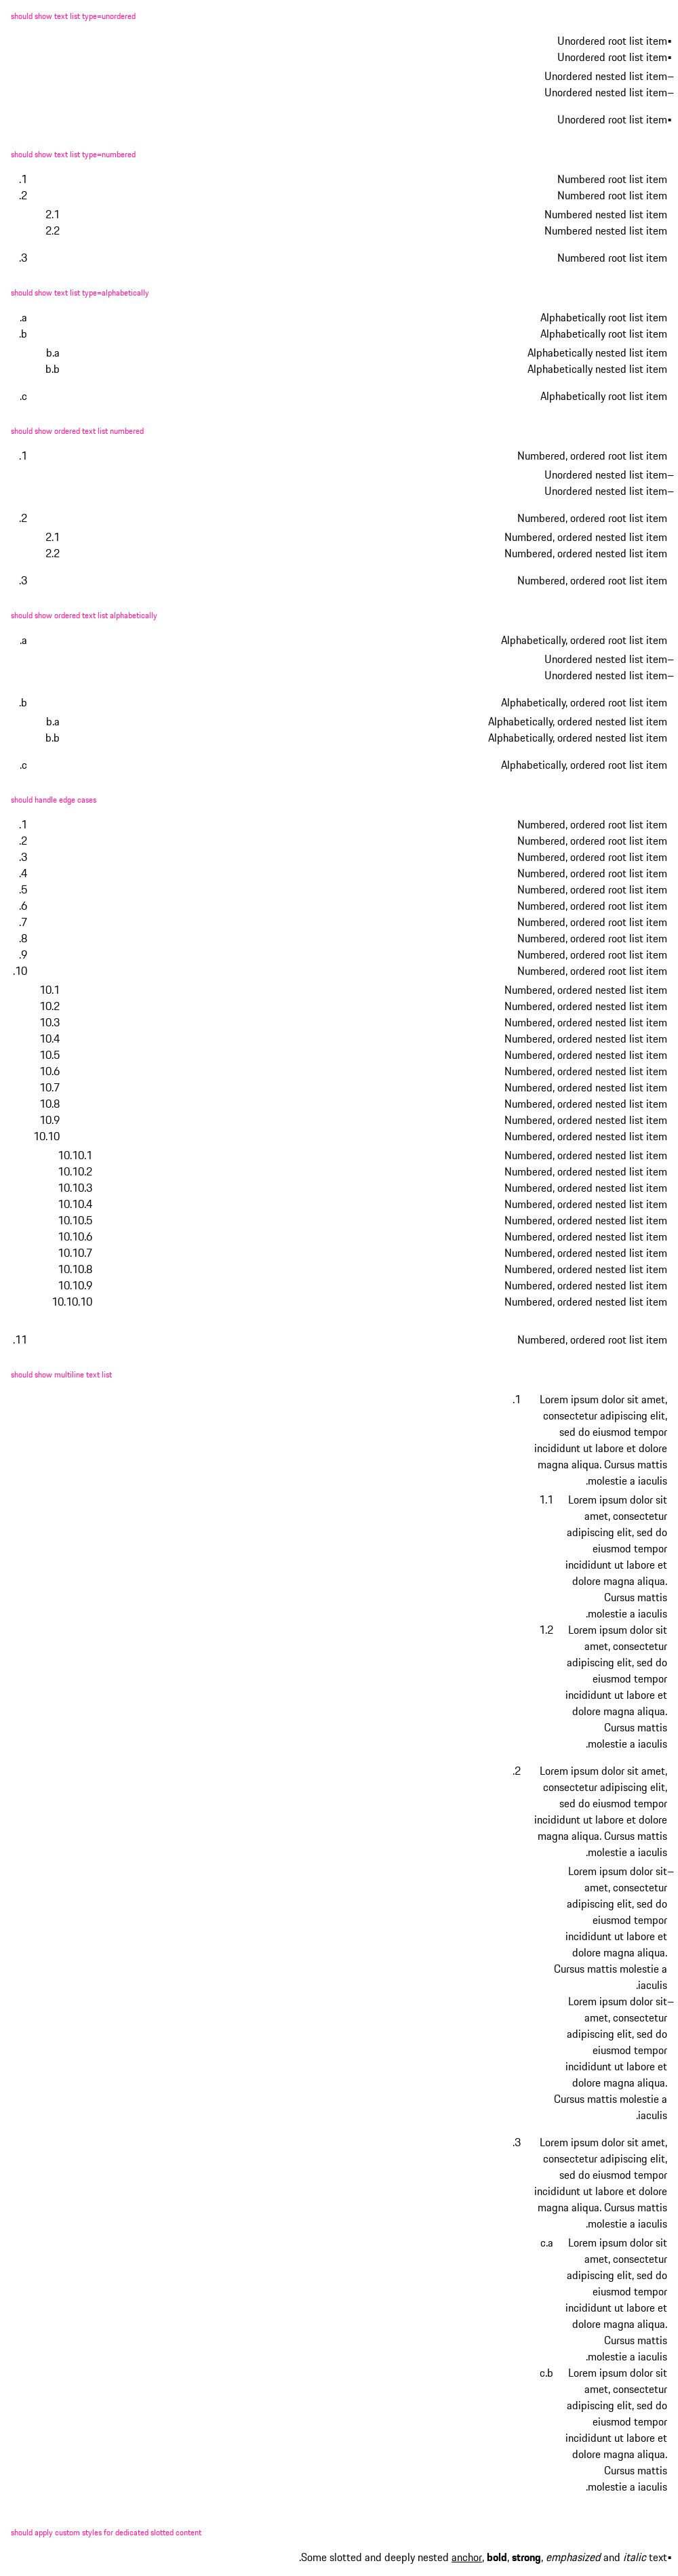 should show text list type=unordered
Unordered root list item▪
Unordered root list item▪
Unordered nested list item–
Unordered nested list item–
Unordered root list item▪
should show text list type=numbered
.1 Numbered root list item
.2 Numbered root list item
2.1 Numbered nested list item
2.2 Numbered nested list item
.3 Numbered root list item
should show text list type=alphabetically
.a Alphabetically root list item
.b Alphabetically root list item
b.a Alphabetically nested list item
b.b Alphabetically nested list item
.c Alphabetically root list item
should show ordered text list numbered
.1 Numbered, ordered root list item
Unordered nested list item–
Unordered nested list item–
.2 Numbered, ordered root list item
2.1 Numbered, ordered nested list item
2.2 Numbered, ordered nested list item
.3 Numbered, ordered root list item
should show ordered text list alphabetically
.a Alphabetically, ordered root list item
Unordered nested list item–
Unordered nested list item–
.b Alphabetically, ordered root list item
b.a Alphabetically, ordered nested list item
b.b Alphabetically, ordered nested list item
.c Alphabetically, ordered root list item
should handle edge cases
.1 Numbered, ordered root list item
.2 Numbered, ordered root list item
.3 Numbered, ordered root list item
.4 Numbered, ordered root list item
.5 Numbered, ordered root list item
.6 Numbered, ordered root list item
.7 Numbered, ordered root list item
.8 Numbered, ordered root list item
.9 Numbered, ordered root list item
.10 Numbered, ordered root list item
10.1 Numbered, ordered nested list item
10.2 Numbered, ordered nested list item
10.3 Numbered, ordered nested list item
10.4 Numbered, ordered nested list item
10.5 Numbered, ordered nested list item
10.6 Numbered, ordered nested list item
10.7 Numbered, ordered nested list item
10.8 Numbered, ordered nested list item
10.9 Numbered, ordered nested list item
10.10 Numbered, ordered nested list item
10.10.1 Numbered, ordered nested list item
10.10.2 Numbered, ordered nested list item
10.10.3 Numbered, ordered nested list item
10.10.4 Numbered, ordered nested list item
10.10.5 Numbered, ordered nested list item
10.10.6 Numbered, ordered nested list item
10.10.7 Numbered, ordered nested list item
10.10.8 Numbered, ordered nested list item
10.10.9 Numbered, ordered nested list item
10.10.10 Numbered, ordered nested list item
.11 Numbered, ordered root list item
should show multiline text list
.1 Lorem ipsum dolor sit amet,
consectetur adipiscing elit,
sed do eiusmod tempor
incididunt ut labore et dolore
magna aliqua. Cursus mattis
.molestie a iaculis
1.1 Lorem ipsum dolor sit
amet, consectetur
adipiscing elit, sed do
eiusmod tempor
incididunt ut labore et
dolore magna aliqua.
Cursus mattis
.molestie a iaculis
1.2 Lorem ipsum dolor sit
amet, consectetur
adipiscing elit, sed do
eiusmod tempor
incididunt ut labore et
dolore magna aliqua.
Cursus mattis
.molestie a iaculis
.2 Lorem ipsum dolor sit amet,
consectetur adipiscing elit,
sed do eiusmod tempor
incididunt ut labore et dolore
magna aliqua. Cursus mattis
.molestie a iaculis
Lorem ipsum dolor sit–
amet, consectetur
adipiscing elit, sed do
eiusmod tempor
incididunt ut labore et
dolore magna aliqua.
Cursus mattis molestie a
.iaculis
Lorem ipsum dolor sit–
amet, consectetur
adipiscing elit, sed do
eiusmod tempor
incididunt ut labore et
dolore magna aliqua.
Cursus mattis molestie a
.iaculis
.3 Lorem ipsum dolor sit amet,
consectetur adipiscing elit,
sed do eiusmod tempor
incididunt ut labore et dolore
magna aliqua. Cursus mattis
.molestie a iaculis
c.a Lorem ipsum dolor sit
amet, consectetur
adipiscing elit, sed do
eiusmod tempor
incididunt ut labore et
dolore magna aliqua.
Cursus mattis
.molestie a iaculis
c.b Lorem ipsum dolor sit
amet, consectetur
adipiscing elit, sed do
eiusmod tempor
incididunt ut labore et
dolore magna aliqua.
Cursus mattis
.molestie a iaculis
should apply custom styles for dedicated slotted content
.Some slotted and deeply nested anchor, bold, strong, emphasized and italic text▪